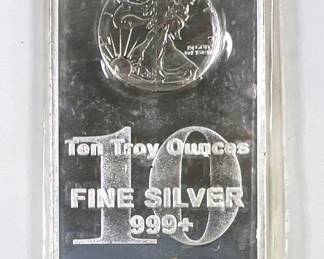 10
Ten Troy Ounces
FINE SILVER
999+